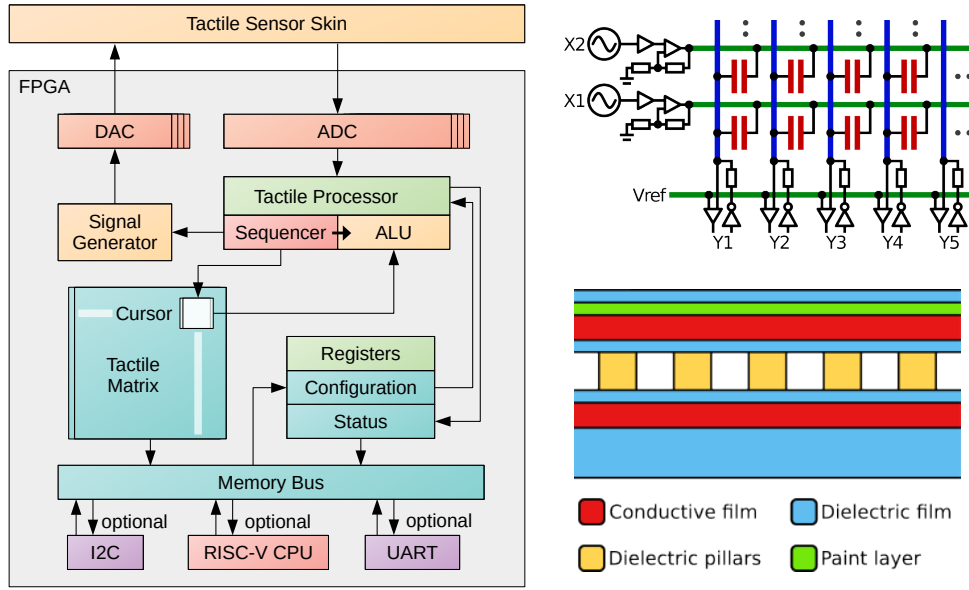 Tactile Sensor Skin
FPGA
DAC
ADC
Tactile Processor
Signal
Generator
Sequencer
ALU
Cursor
Tactile
Matrix
Registers
Configuration
Status
Memory Bus
optional
optional
optional
I2C
RISC-V CPU
UART
X2
X1
Vref
Y1
Y2
Y3
Y4
Y5
Conductive film
Dielectric film
Dielectric pillars
Paint layer